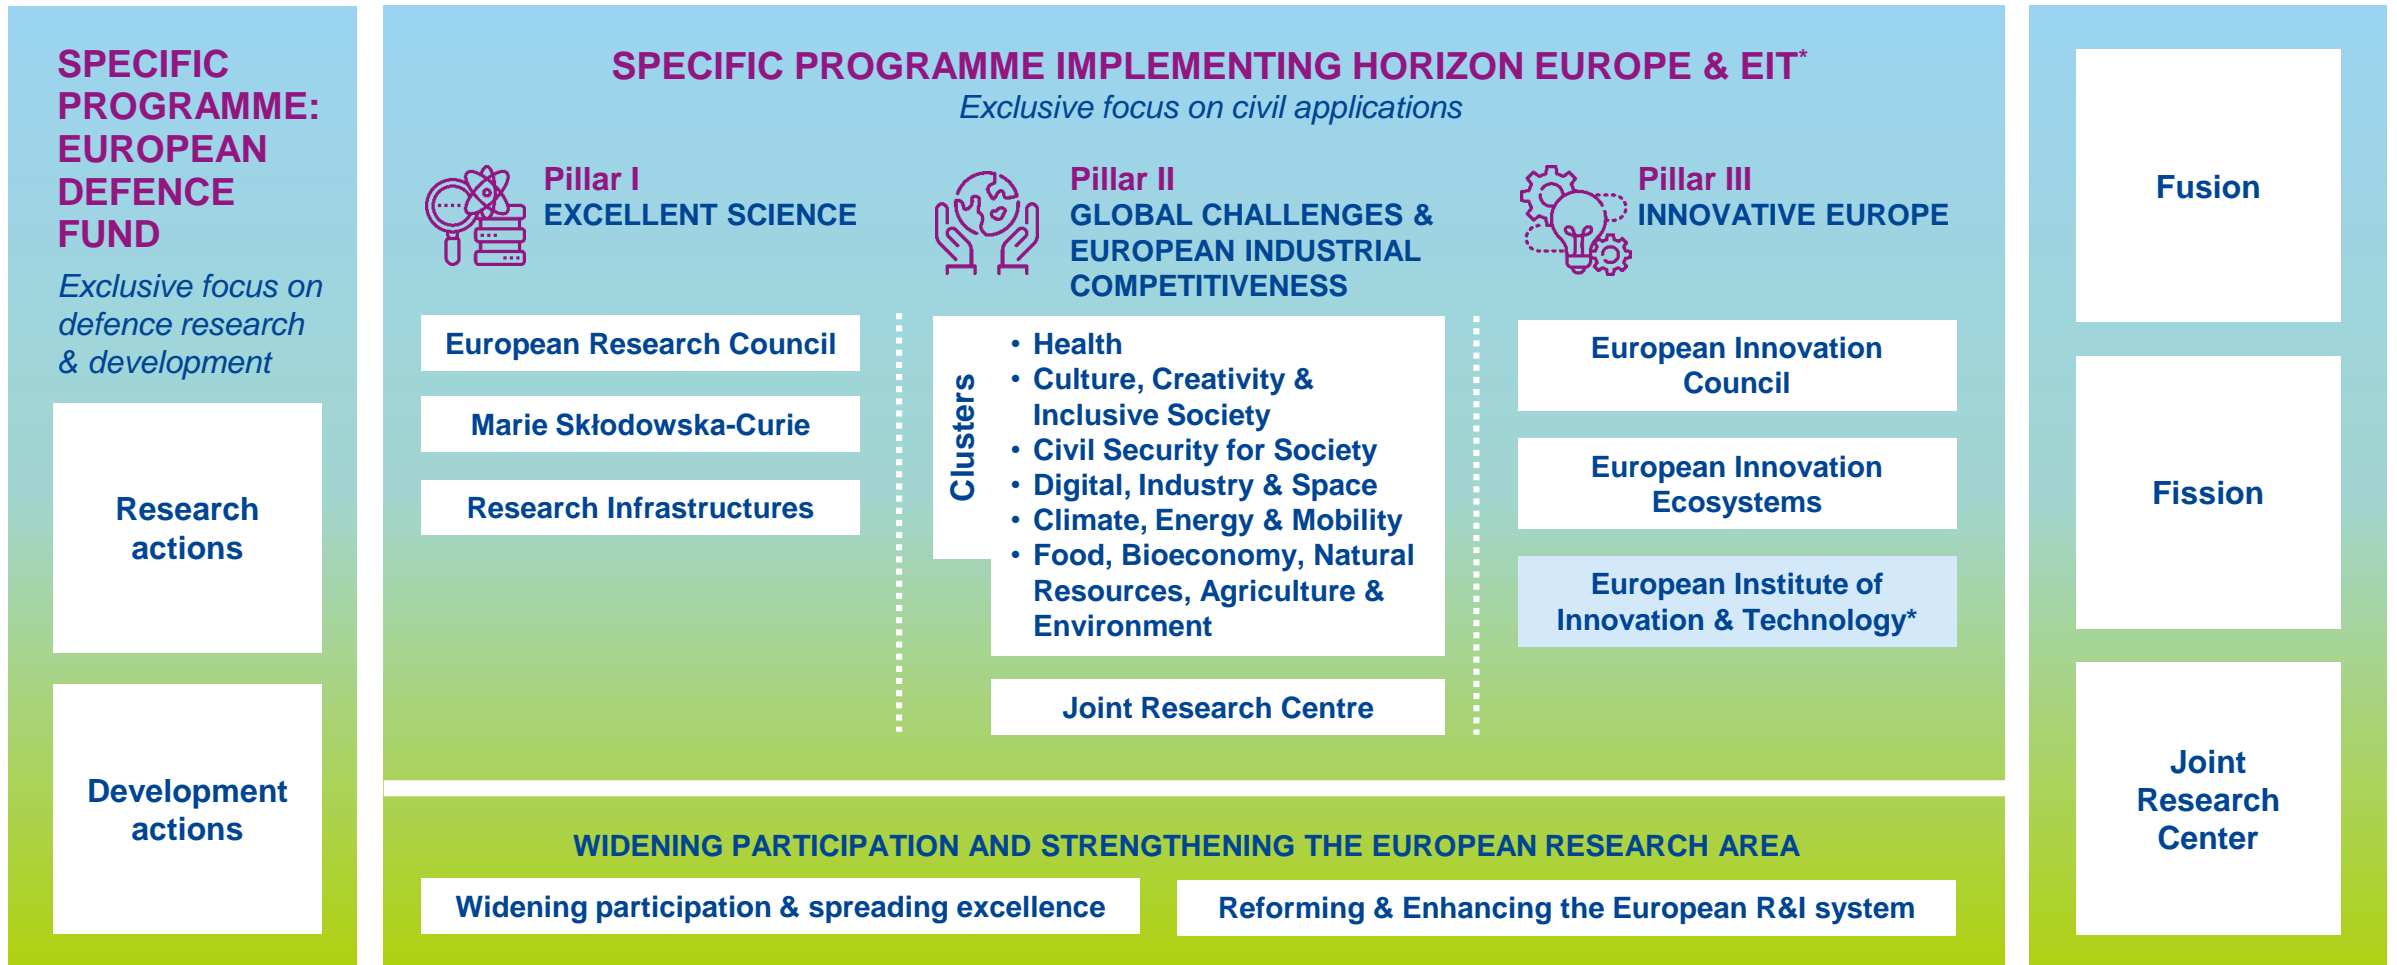 SPECIFIC
PROGRAMME:
EUROPEAN
DEFENCE
FUND
Exclusive focus on
defence research
& development
Research
actions
Development
actions
SPECIFIC PROGRAMME IMPLEMENTING HORIZON EUROPE & EIT*
Exclusive focus on civil applications
Pillar I
EXCELLENT SCIENCE
European Research Council
Marie Skłodowska-Curie
Research Infrastructures
Pillar II
GLOBAL CHALLENGES &
EUROPEAN INDUSTRIAL
COMPETITIVENESS
Clusters
• Health
• Culture, Creativity &
Inclusive Society
• Civil Security for Society
• Digital, Industry & Space
• Climate, Energy & Mobility
• Food, Bioeconomy, Natural
Resources, Agriculture &
Environment
Joint Research Centre
Pillar III
INNOVATIVE EUROPE
European Innovation
Council
European Innovation
Ecosystems
European Institute of
Innovation & Technology*
WIDENING PARTICIPATION AND STRENGTHENING THE EUROPEAN RESEARCH AREA
Widening participation & spreading excellence
Reforming & Enhancing the European R&I system
Fusion
Fission
Joint
Research
Center